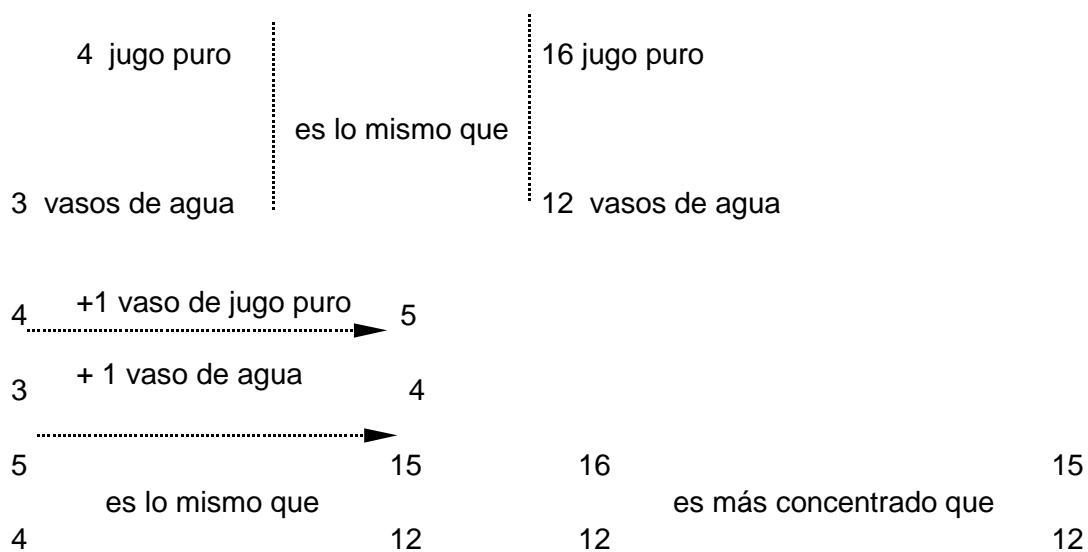 4 jugo puro 16 jugo puro
es lo mismo que
3 vasos de agua 12 vasos de agua
4 +1 vaso de jugo puro 5
3 + 1 vaso de agua 4
5 15 16 15
es lo mismo que es más concentrado que
4 12 12 12